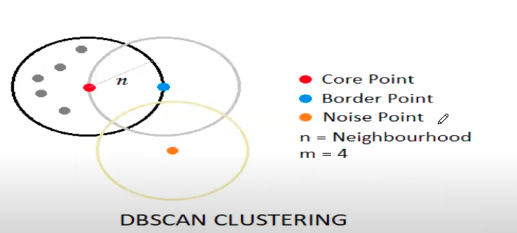 n
Core Point
Border Point
Noise Point
n = Neighbourhood
m = 4
DBSCAN CLUSTERING